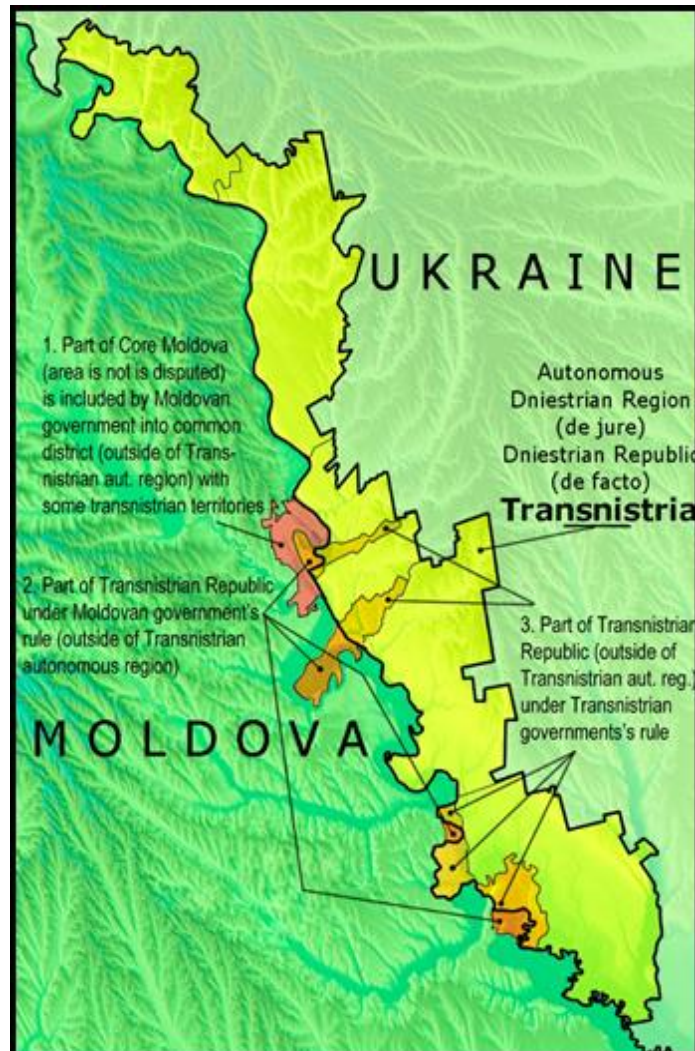 UKRAINE
1. Part of Core Moldova
(area is not is disputed)
is included by Moldovan
government into common
district (outside of Trans-
nistrian aut. region) with
some transnistrian territories
Autonomous
Dniestrian Region
(de jure)
Dniestrian Republic
(de facto)
Transnistria
2. Part of Transnistrian Republic
under Moldovan government's
rule (outside of Transnistrian
autonomous region)
3. Part of Transnistrian
Republic (outside of
Transnistrian aut. reg.)
under Transnistrian
governments's rule
MOLDOVA